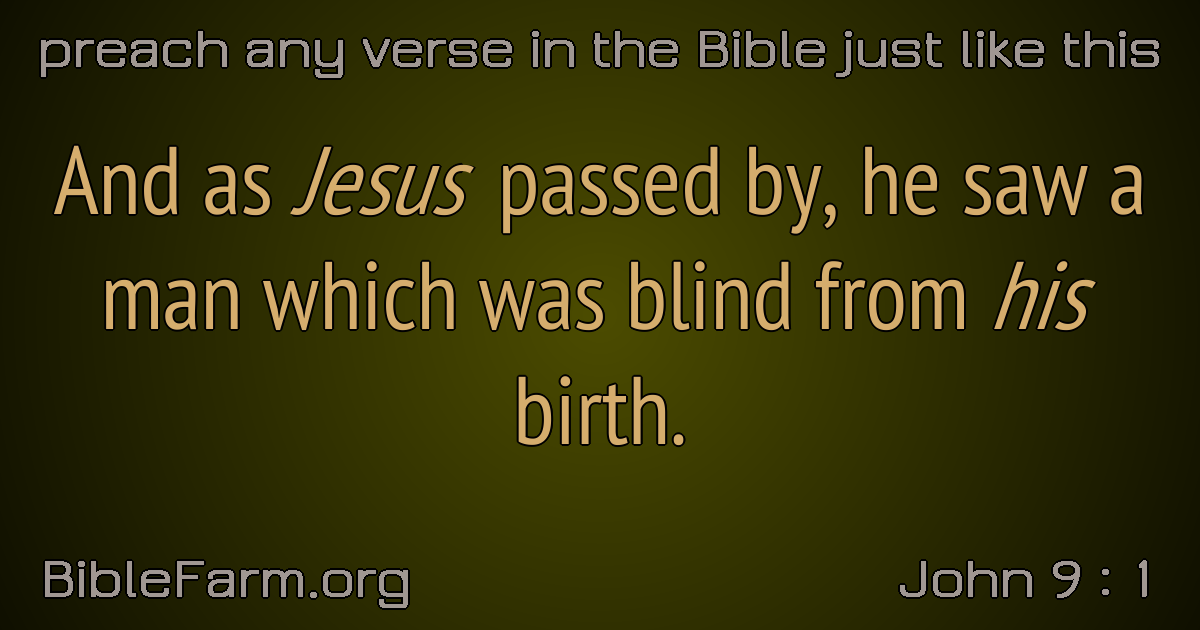 preach any verse in the Bible just like this
And as Jesus passed by, he saw a
man which was blind from his
birth.
BibleFarm.org
John 9 : 1